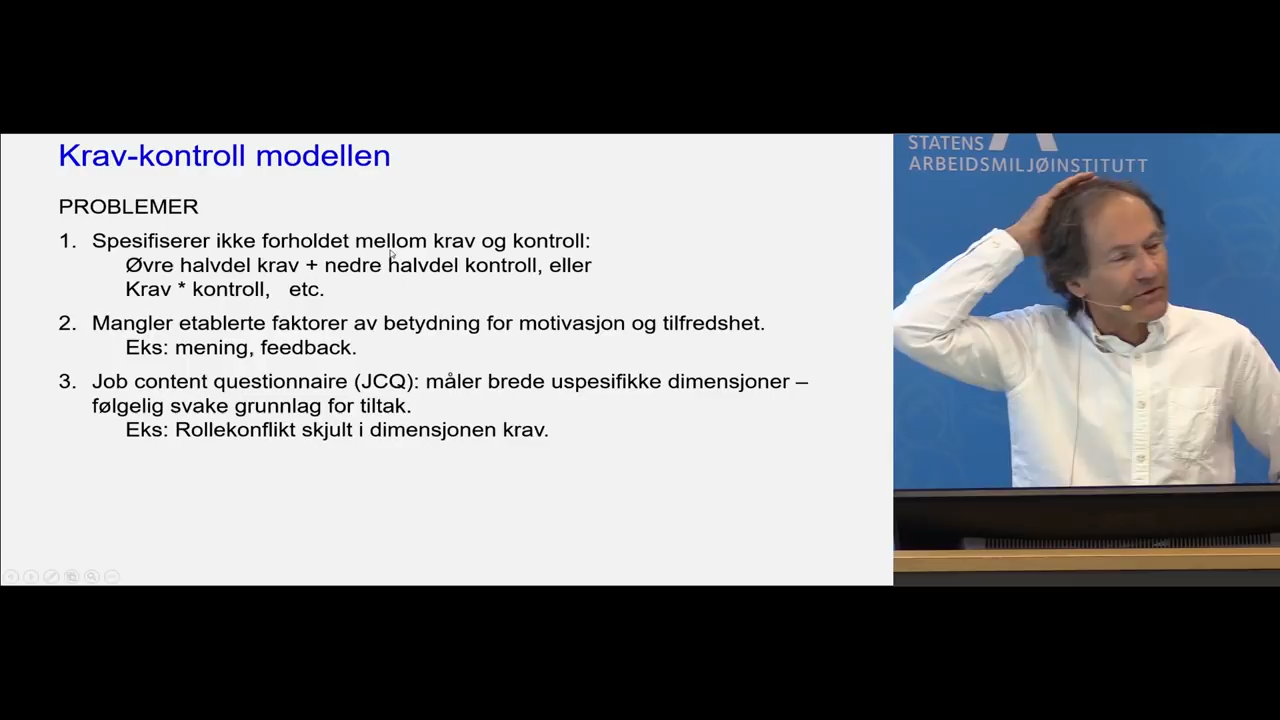 Krav-kontroll modellen
PROBLEMER
1. Spesifiserer ikke forholdet mellom krav og kontroll:
Øvre halvdel krav + nedre halvdel kontroll, eller
Krav * kontroll, etc.
2. Mangler etablerte faktorer av betydning for motivasjon og tilfredshet.
Eks: mening, feedback.
3. Job content questionnaire (JCQ): måler brede uspesifikke dimensjoner –
følgelig svake grunnlag for tiltak.
Eks: Rollekonflikt skjult i dimensjonen krav.
STATENS
ARBEIDSMILJØINSTITUTT